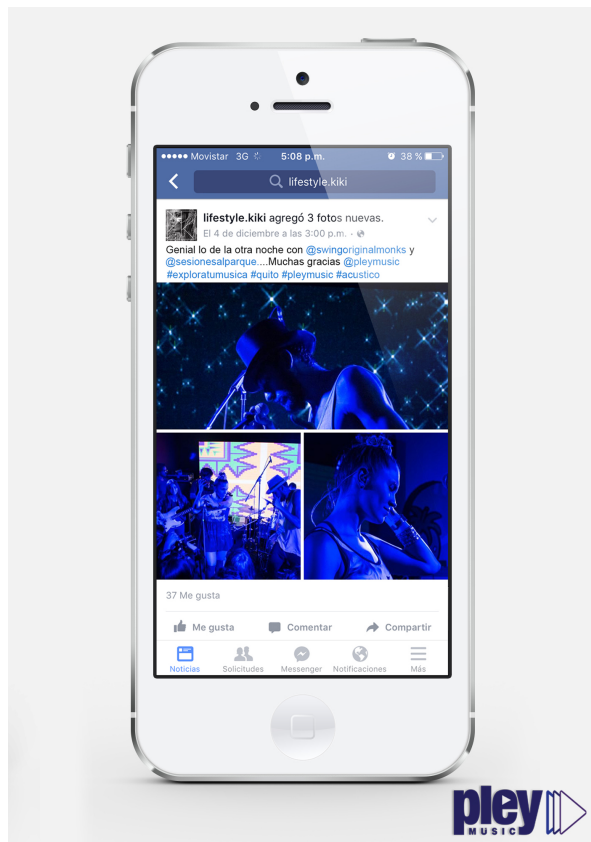 Movistar 3G 5:08 p.m. 38 %
lifestyle.kiki
lifestyle.kiki agregó 3 fotos nuevas.
El 4 de diciembre a las 3:00 p.m. ·
Genial lo de la otra noche con @swingoriginalmonks y
@sesionesalparque....Muchas gracias @pleymusic
#exploratumusica #quito #pleymusic #acustico
37 Me gusta
Me gusta Comentar Compartir
Noticias Solicitudes Messenger Notificaciones Más
pley
MUSIC